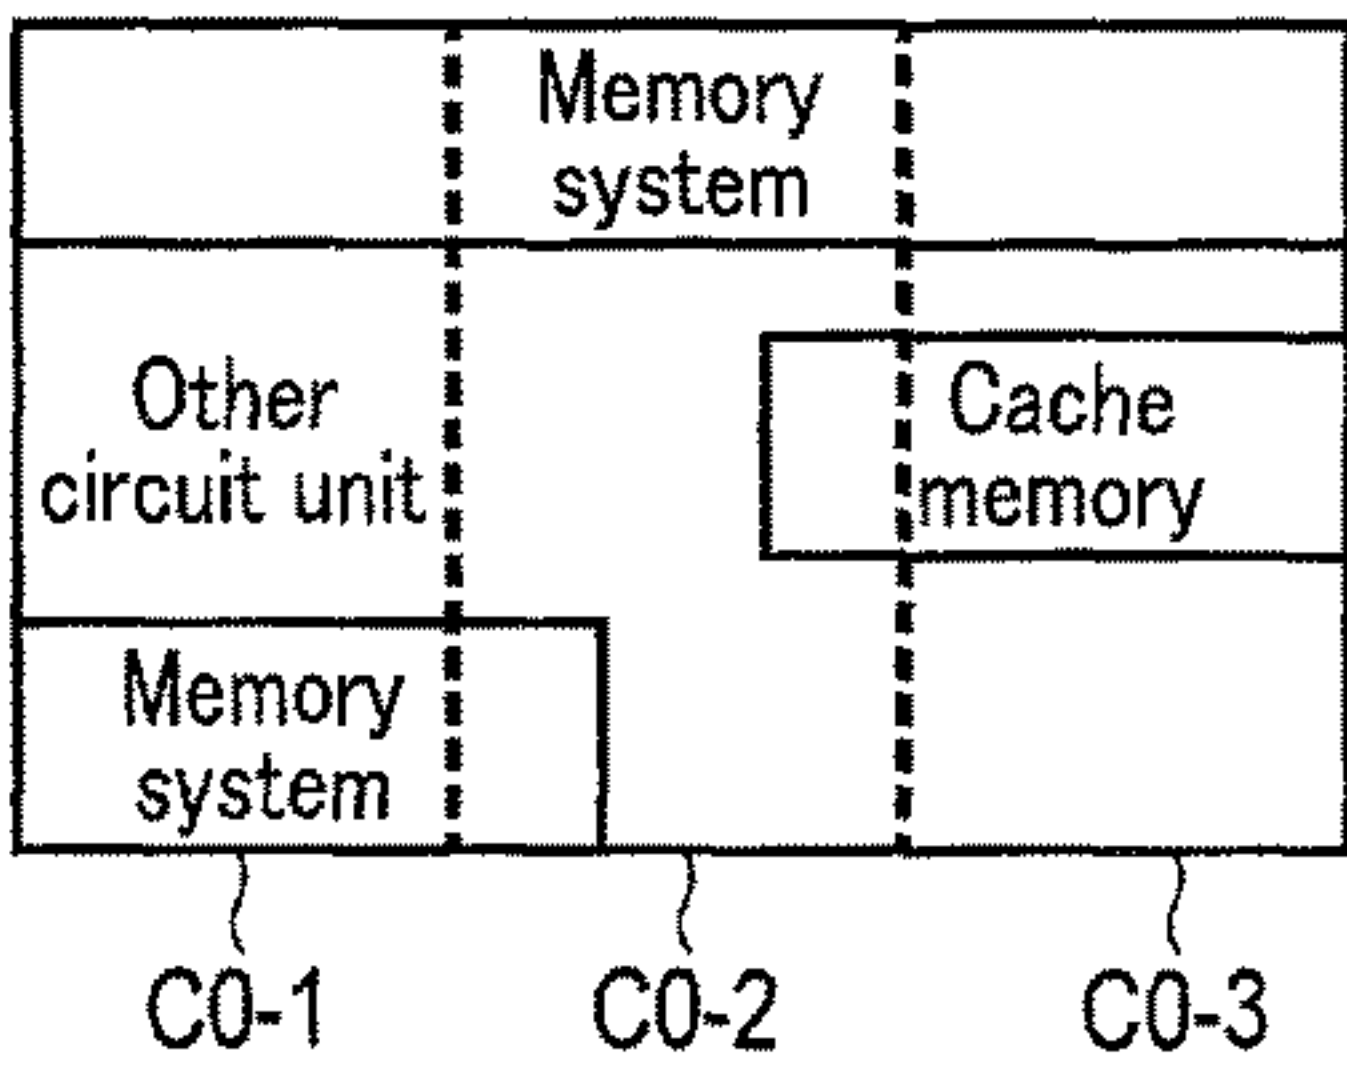 Memory
system
Other
circuit unit
Cache
memory
Memory
system
C0-1
C0-2
C0-3